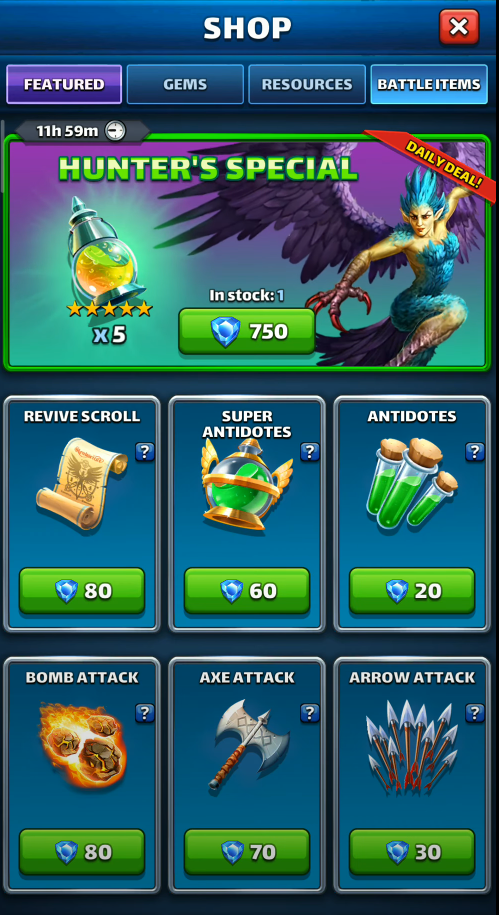 SHOP
FEATURED
GEMS
RESOURCES
BATTLE ITEMS
11h 59m
DAILY DEAL!
HUNTER'S SPECIAL
In stock: 1
x5
750
REVIVE SCROLL
?
80
SUPER
ANTIDOTES
?
60
ANTIDOTES
?
20
BOMB ATTACK
?
80
AXE ATTACK
?
70
ARROW ATTACK
?
30